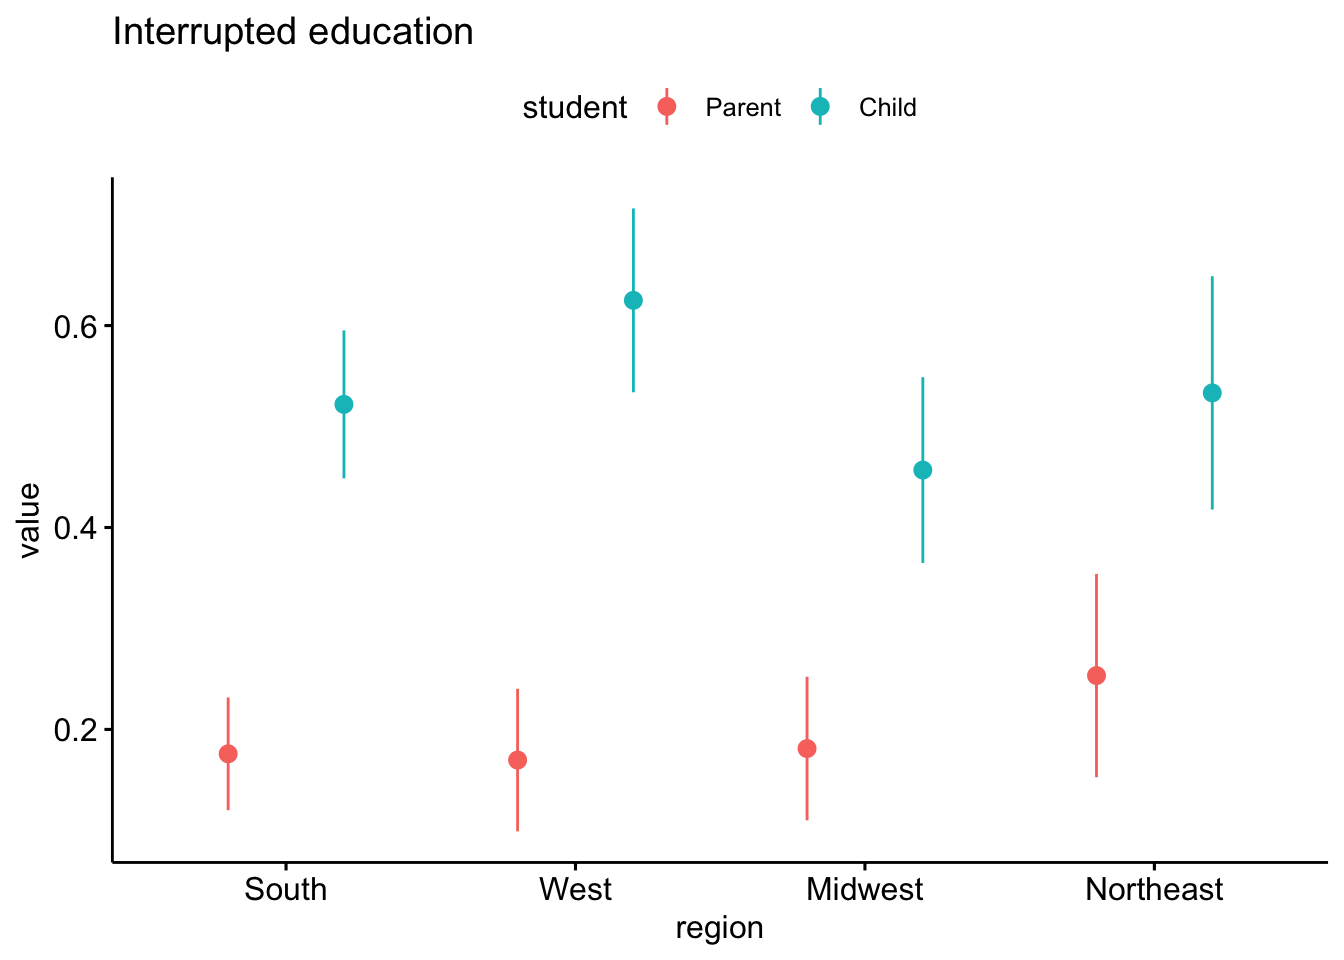 Interrupted education
student Parent Child
0.6
0.4
0.2
value
South West Midwest Northeast
region